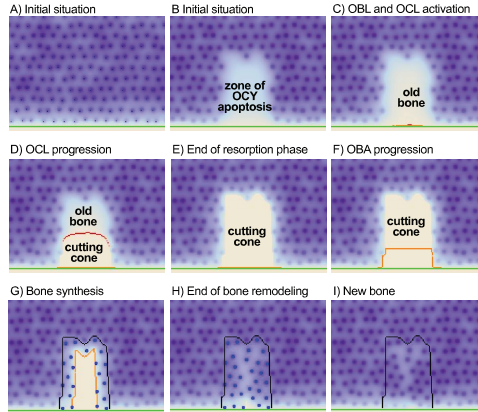 A) Initial situation
B Initial situation
C) OBL and OCL activation
zone of
OCY
apoptosis
old
bone
D) OCL progression
E) End of resorption phase
F) OBA progression
old
bone
cutting
cone
cutting
cone
cutting
cone
G) Bone synthesis
H) End of bone remodeling
I) New bone